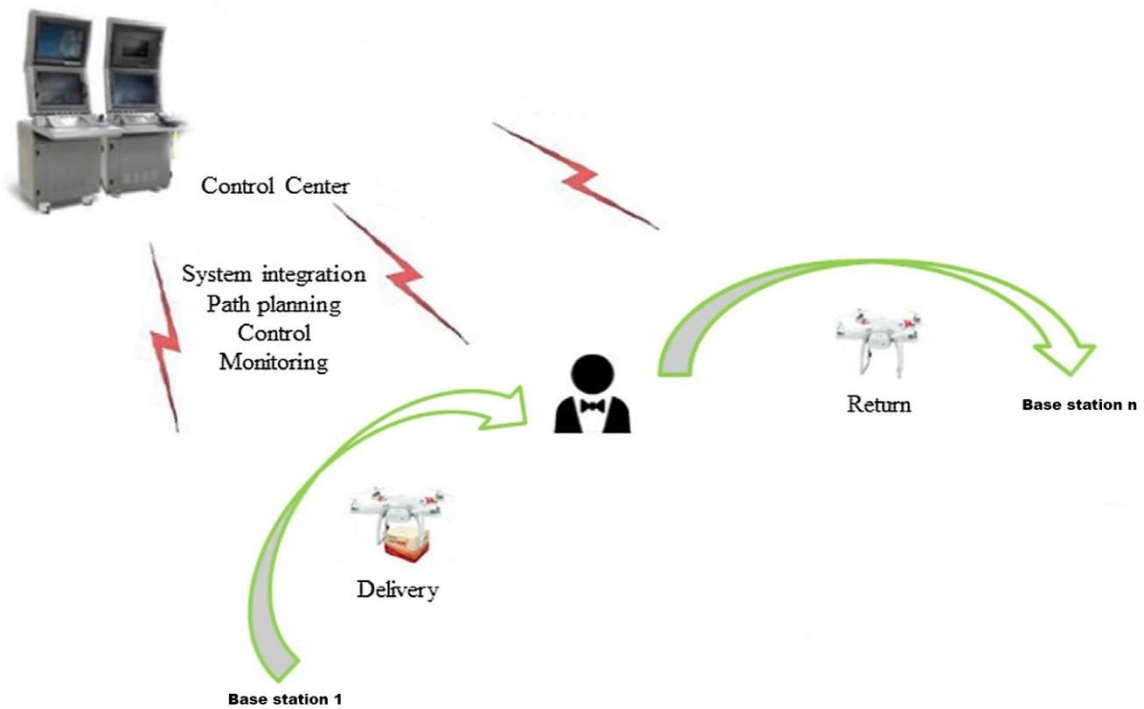 Control Center
System integration
Path planning
Control
Monitoring
Return
Base station n
Delivery
Base station 1